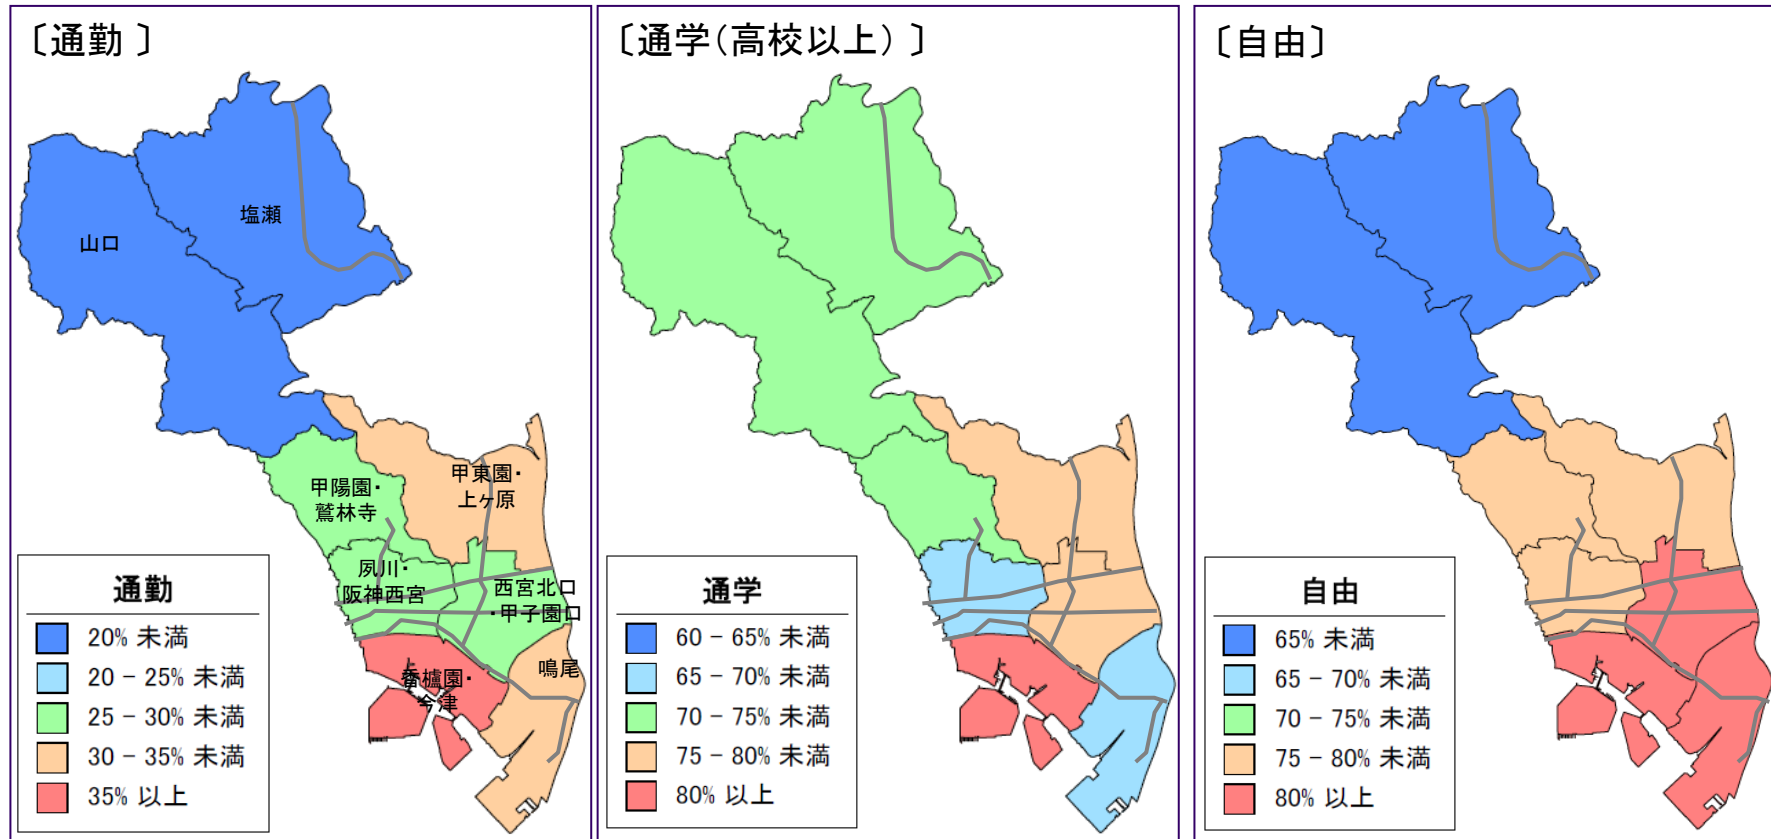 〔通勤 〕
山口
塩瀬
甲陽園・
鷲林寺
甲東園・
上ヶ原
夙川・
阪神西宮
西宮北口
・甲子園口
鳴尾
香櫨園・
今津
通勤
20% 未満
20 - 25% 未満
25 - 30% 未満
30 - 35% 未満
35% 以上
〔通学(高校以上) 〕
通学
60 - 65% 未満
65 - 70% 未満
70 - 75% 未満
75 - 80% 未満
80% 以上
〔自由〕
自由
65% 未満
65 - 70% 未満
70 - 75% 未満
75 - 80% 未満
80% 以上